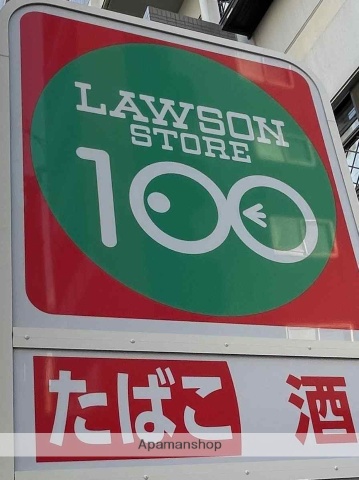 LAWSON
STORE
100
たばこ 酒
Apamanshop